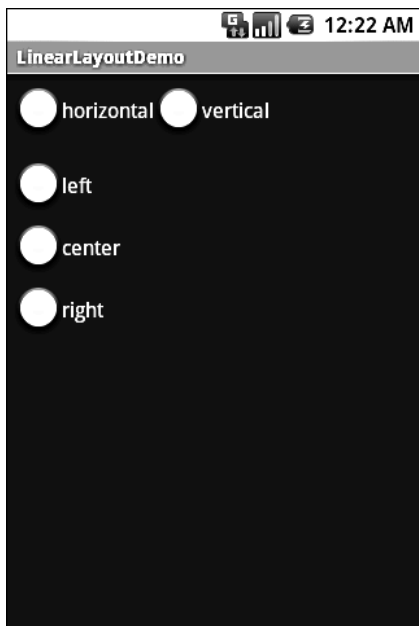 G 12:22 AM
LinearLayoutDemo
horizontal vertical
left
center
right